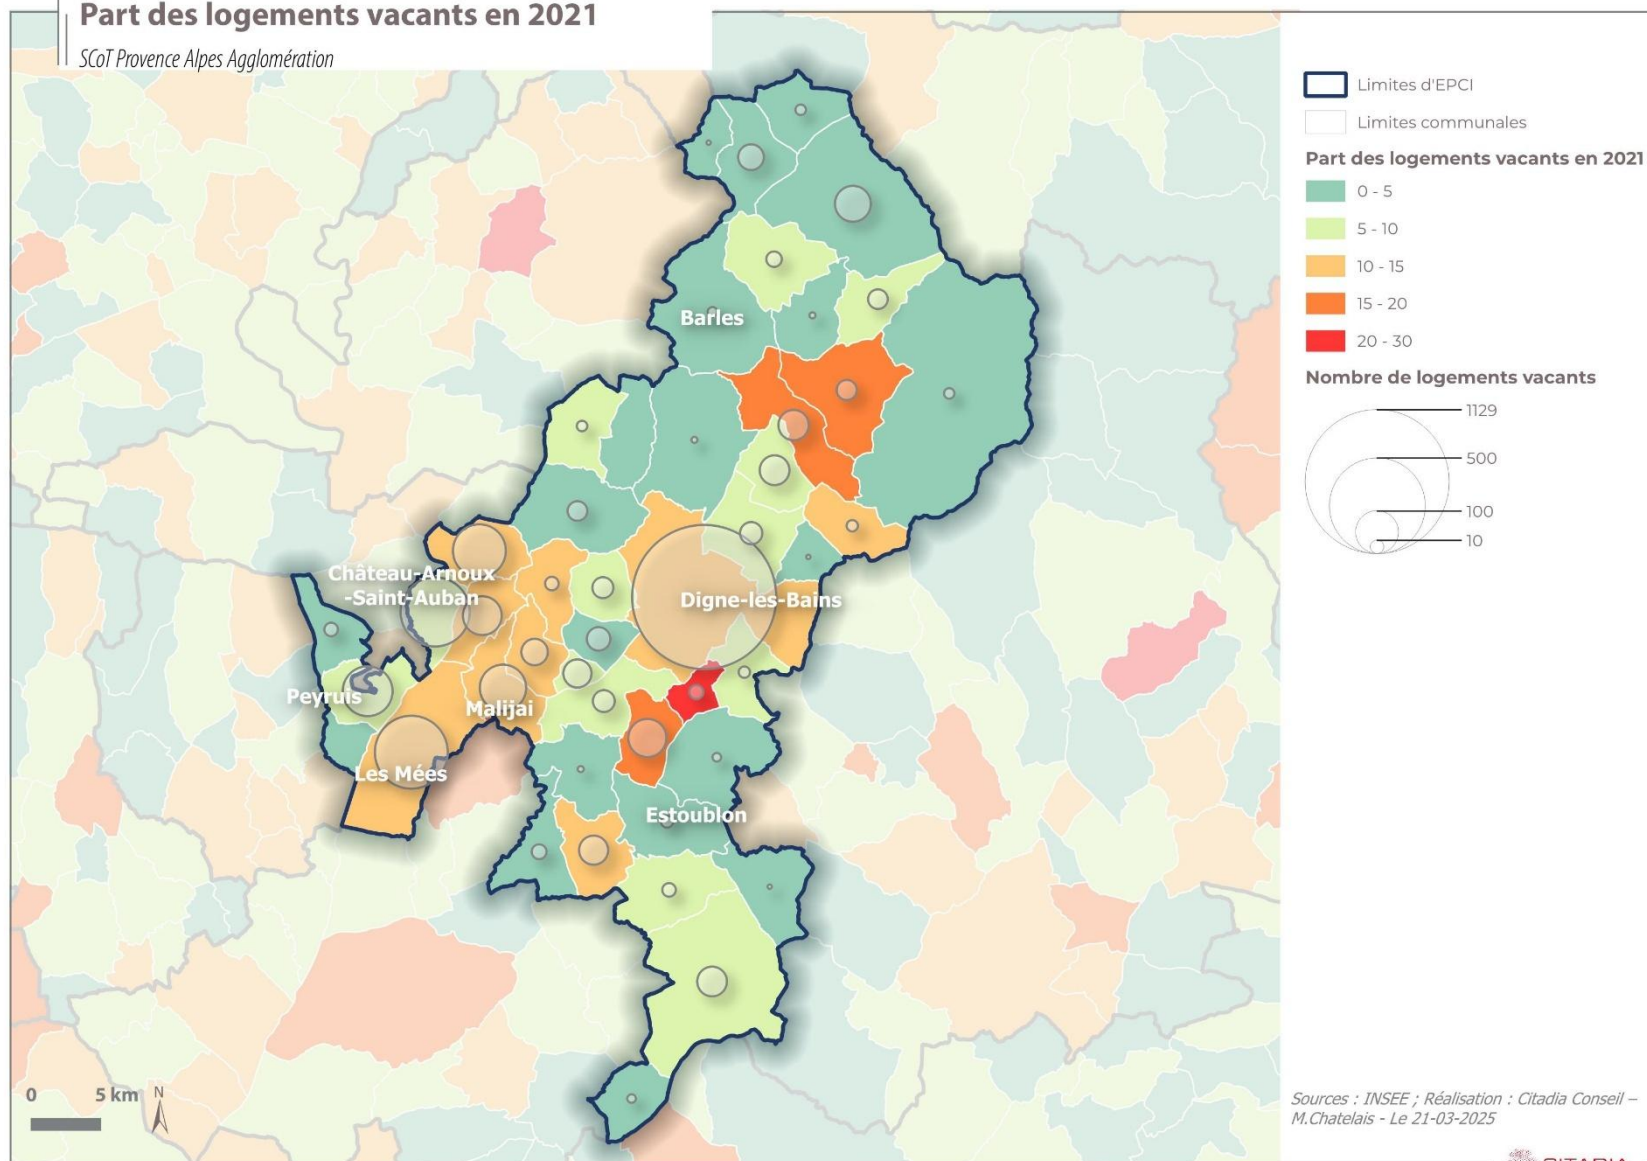 Part des logements vacants en 2021
SCoT Provence Alpes Agglomération
Limites d'EPCI
Limites communales
Part des logements vacants en 2021
0 - 5
5 - 10
10 - 15
15 - 20
20 - 30
Nombre de logements vacants
1129
500
100
10
Barles
Château-Arnoux
-Saint-Auban
Digne-les-Bains
Peyruis
Malijai
Les Mées
Estoublon
0 5 km N
Sources : INSEE ; Réalisation : Citadia Conseil –
M.Chatelais - Le 21-03-2025
CITADIA